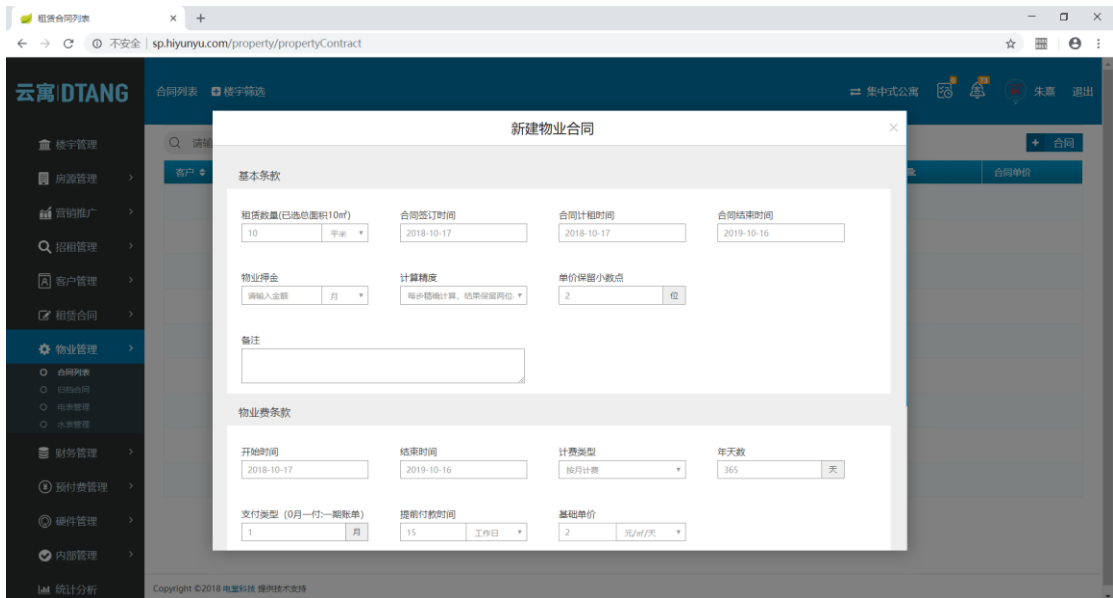 租赁合同列表
不安全 sp.hiyunyu.com/property/propertyContract
云寓 DTANG
合同列表 楼宇筛选
集中式公寓 朱熹 退出
楼宇管理
房源管理
营销推广
招租管理
客户管理
租赁合同
物业管理
合同列表
归档合同
电表管理
水表管理
财务管理
预付费管理
硬件管理
内部管理
统计分析
请输
+ 合同
客户
合同单价
新建物业合同
基本条款
租赁数量(已选总面积10㎡) 合同签订时间 合同计租时间 合同结束时间
10 平米 2018-10-17 2018-10-17 2019-10-16
物业押金 计算精度 单价保留小数点
请输入金额 月 每步精确计算，结果保留两位 2 位
备注
物业费条款
开始时间 结束时间 计费类型 年天数
2018-10-17 2019-10-16 按月计费 365 天
支付类型（0月一付:一期账单） 提前付款时间 基础单价
1 月 15 工作日 2 元/㎡/天
Copyright ©2018 电堂科技 提供技术支持